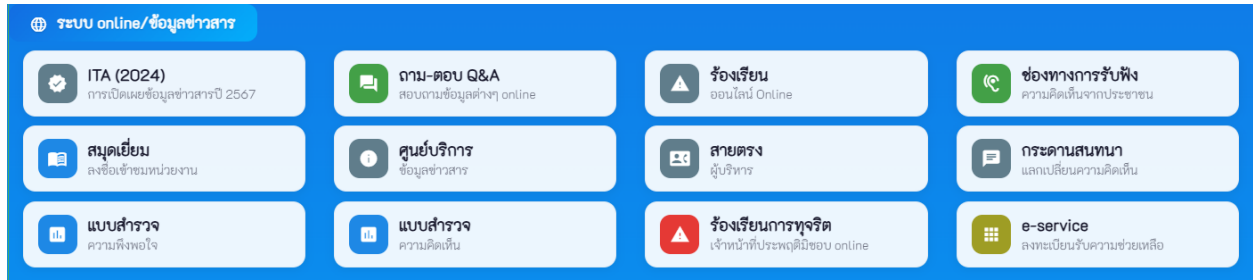 ระบบ online/ข้อมูลข่าวสาร
ITA (2024)
การเปิดเผยข้อมูลข่าวสารปี 2567
ถาม-ตอบ Q&A
สอบถามข้อมูลต่างๆ online
ร้องเรียน
ออนไลน์ Online
ช่องทางการรับฟัง
ความคิดเห็นจากประชาชน
สมุดเยี่ยม
ลงชื่อเข้าชมหน่วยงาน
ศูนย์บริการ
ข้อมูลข่าวสาร
สายตรง
ผู้บริหาร
กระดานสนทนา
แลกเปลี่ยนความคิดเห็น
แบบสำรวจ
ความพึงพอใจ
แบบสำรวจ
ความคิดเห็น
ร้องเรียนการทุจริต
เจ้าหน้าที่ประพฤติมิชอบ online
e-service
ลงทะเบียนรับความช่วยเหลือ